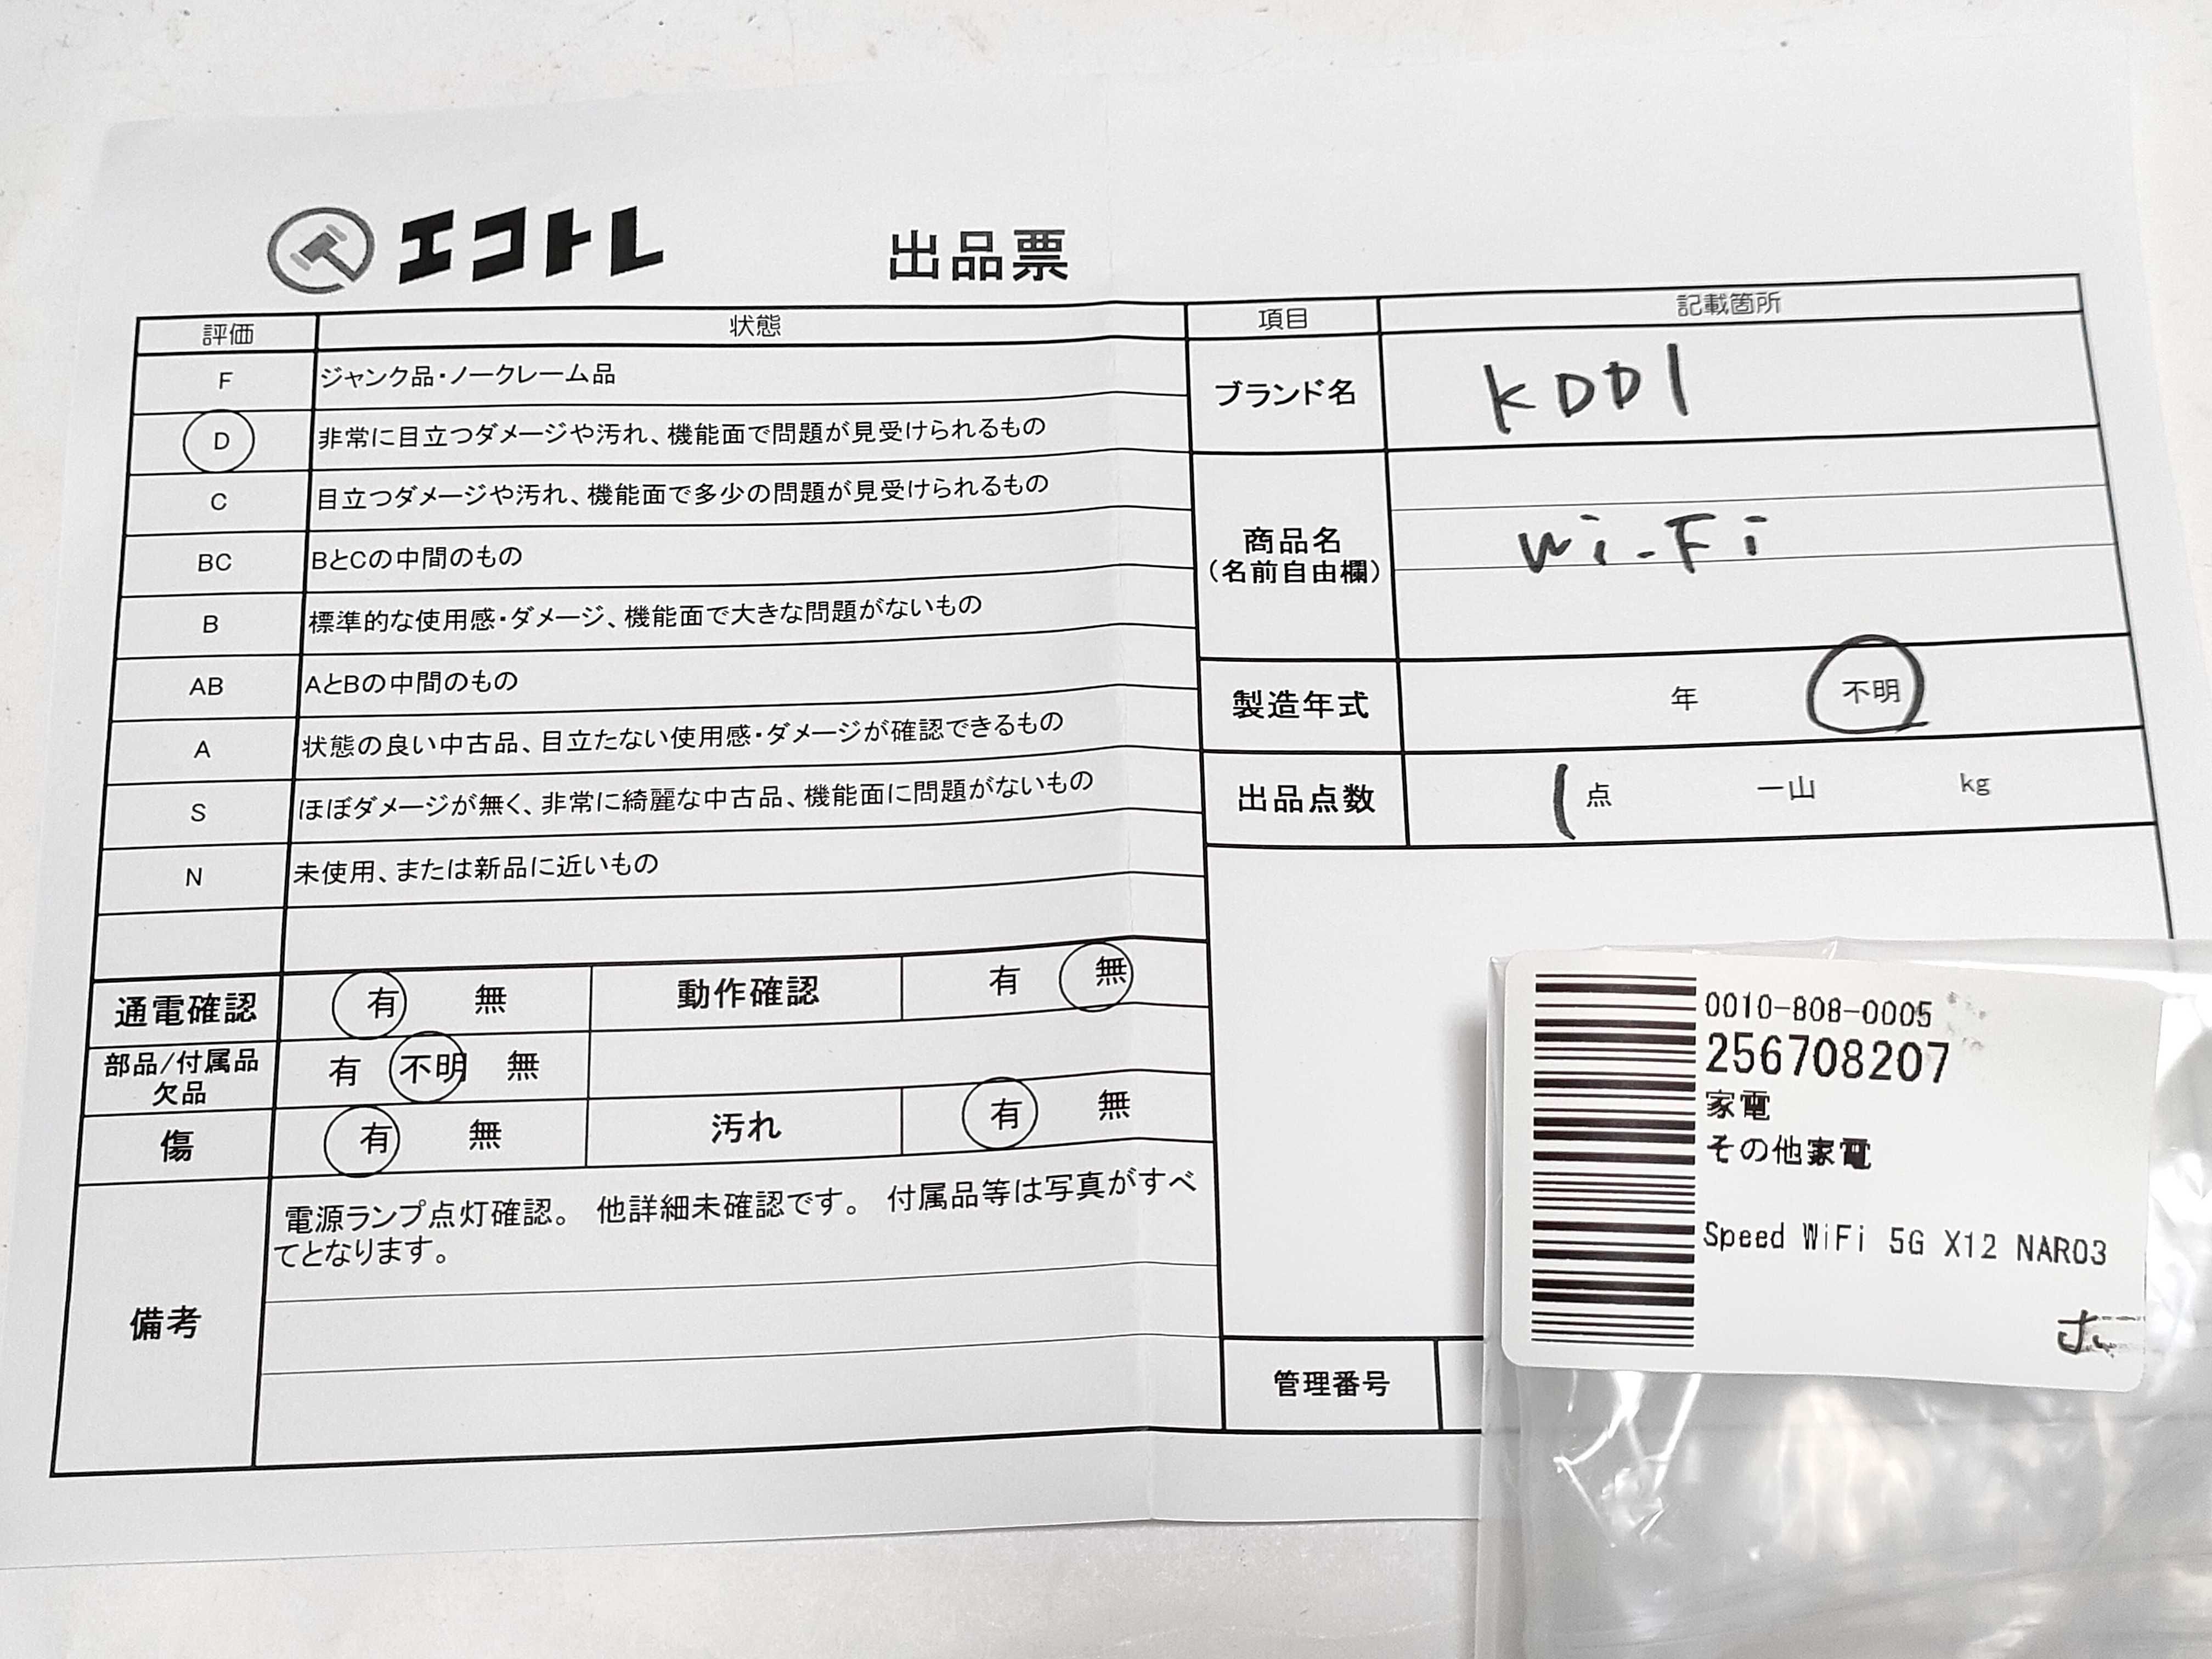 エコトレ
出品票
評価 状態
F ジャンク品・ノークレーム品
D 非常に目立つダメージや汚れ、機能面で問題が見受けられるもの
C 目立つダメージや汚れ、機能面で多少の問題が見受けられるもの
BC BとCの中間のもの
B 標準的な使用感・ダメージ、機能面で大きな問題がないもの
AB AとBの中間のもの
A 状態の良い中古品、目立たない使用感・ダメージが確認できるもの
S ほぼダメージが無く、非常に綺麗な中古品、機能面に問題がないもの
N 未使用、または新品に近いもの
通電確認 有 無 動作確認 有 無
部品/付属品
欠品 有 不明 無
傷 有 無 汚れ 有 無
備考
電源ランプ点灯確認。 他詳細未確認です。 付属品等は写真がすべ
てとなります。
項目 記載箇所
ブランド名 KDDI
商品名
(名前自由欄)
Wi-Fi
製造年式 年 不明
出品点数 1 点 一山 kg
管理番号
0010-808-0005
256708207
家電
その他家電
Speed WiFi 5G X12 NAR03